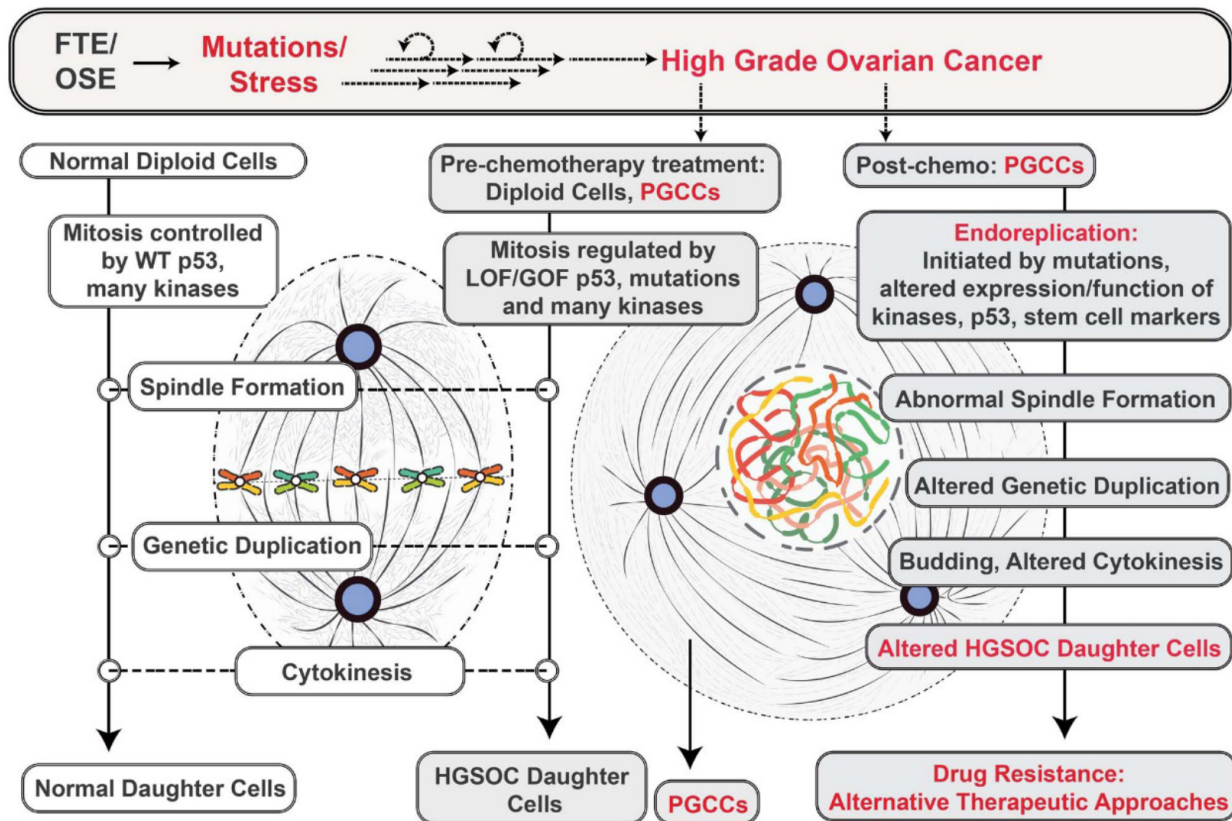 FTE/
OSE
Mutations/
Stress
High Grade Ovarian Cancer
Normal Diploid Cells
Mitosis controlled
by WT p53,
many kinases
Pre-chemotherapy treatment:
Diploid Cells, PGCCs
Mitosis regulated by
LOF/GOF p53, mutations
and many kinases
Post-chemo: PGCCs
Endoreplication:
Initiated by mutations,
altered expression/function of
kinases, p53, stem cell markers
Spindle Formation
Abnormal Spindle Formation
Altered Genetic Duplication
Genetic Duplication
Budding, Altered Cytokinesis
Cytokinesis
Altered HGSOC Daughter Cells
Normal Daughter Cells
HGSOC Daughter
Cells
PGCCs
Drug Resistance:
Alternative Therapeutic Approaches